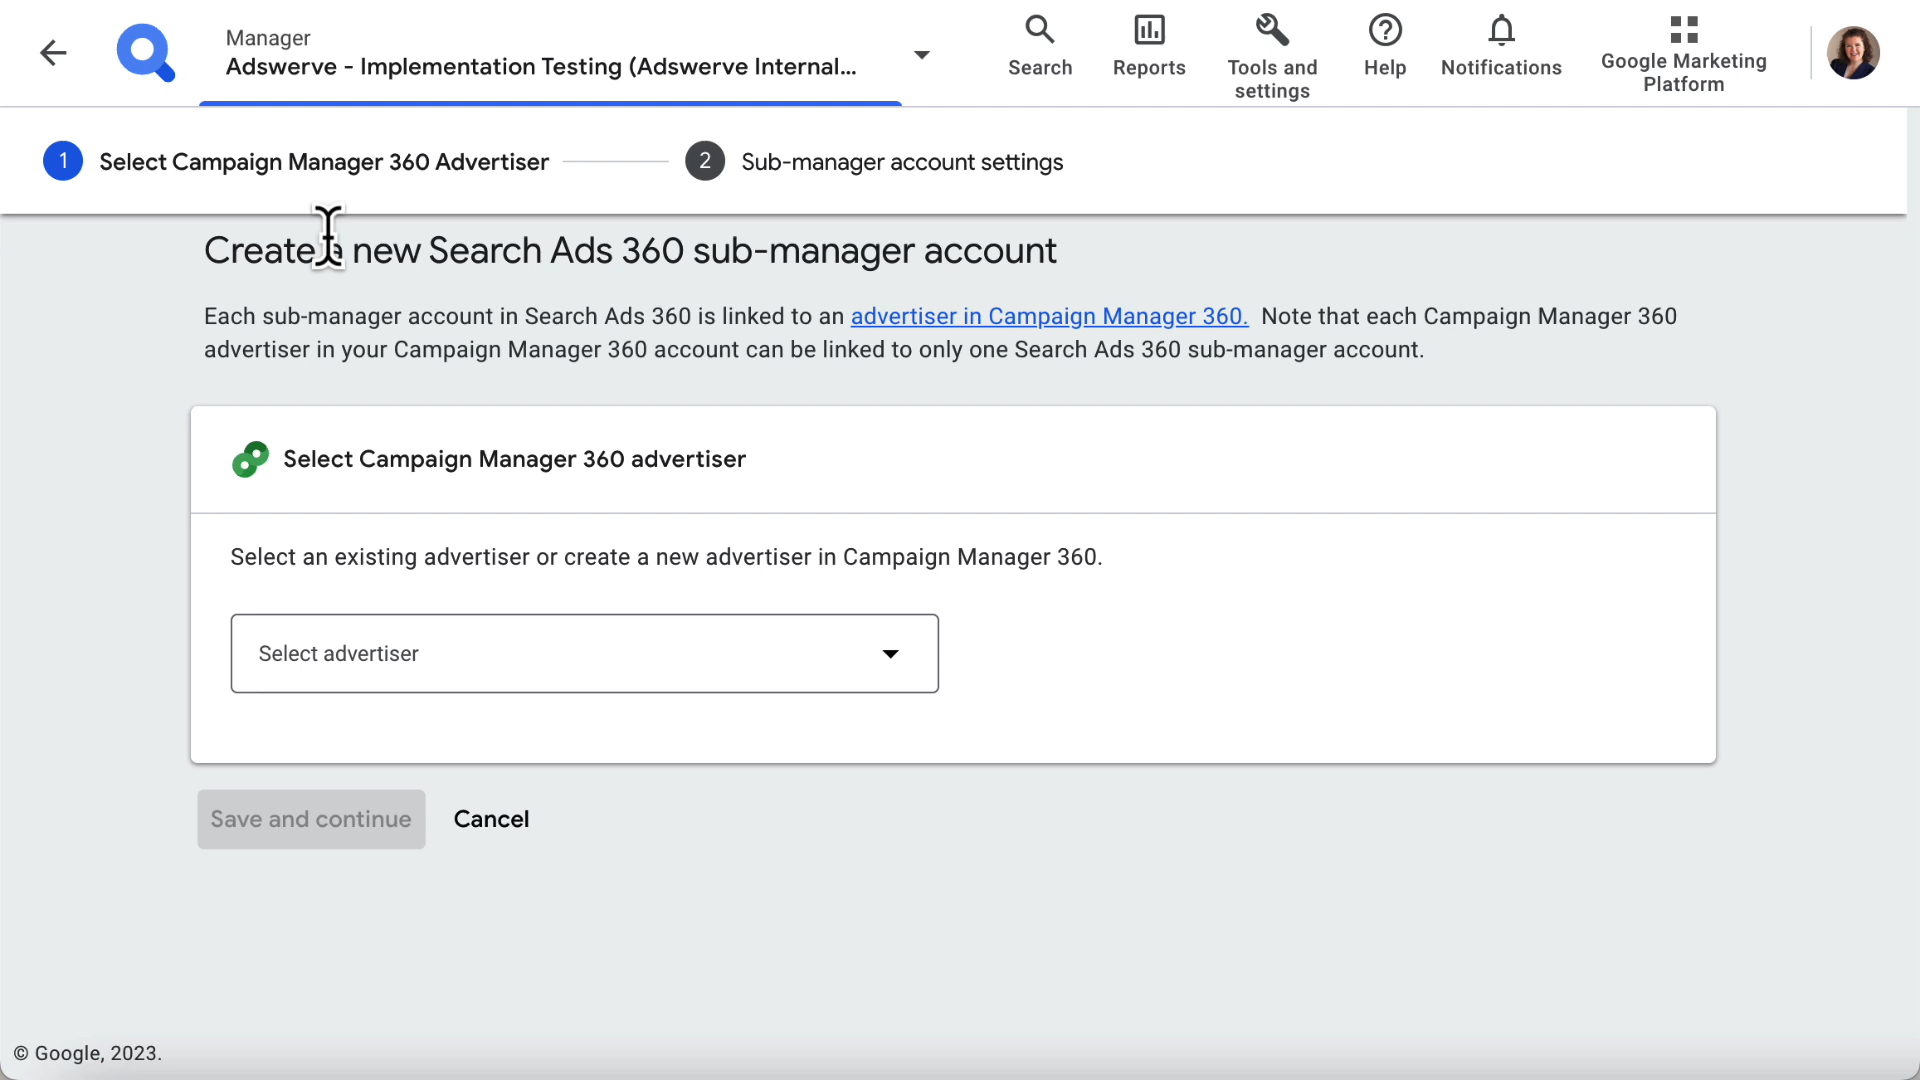 Manager
Adswerve - Implementation Testing (Adswerve Internal...
Search
Reports
Tools and
settings
Help
Notifications
Google Marketing
Platform
1 Select Campaign Manager 360 Advertiser
2 Sub-manager account settings
Create a new Search Ads 360 sub-manager account
Each sub-manager account in Search Ads 360 is linked to an advertiser in Campaign Manager 360. Note that each Campaign Manager 360
advertiser in your Campaign Manager 360 account can be linked to only one Search Ads 360 sub-manager account.
Select Campaign Manager 360 advertiser
Select an existing advertiser or create a new advertiser in Campaign Manager 360.
Select advertiser
Save and continue
Cancel
© Google, 2023.